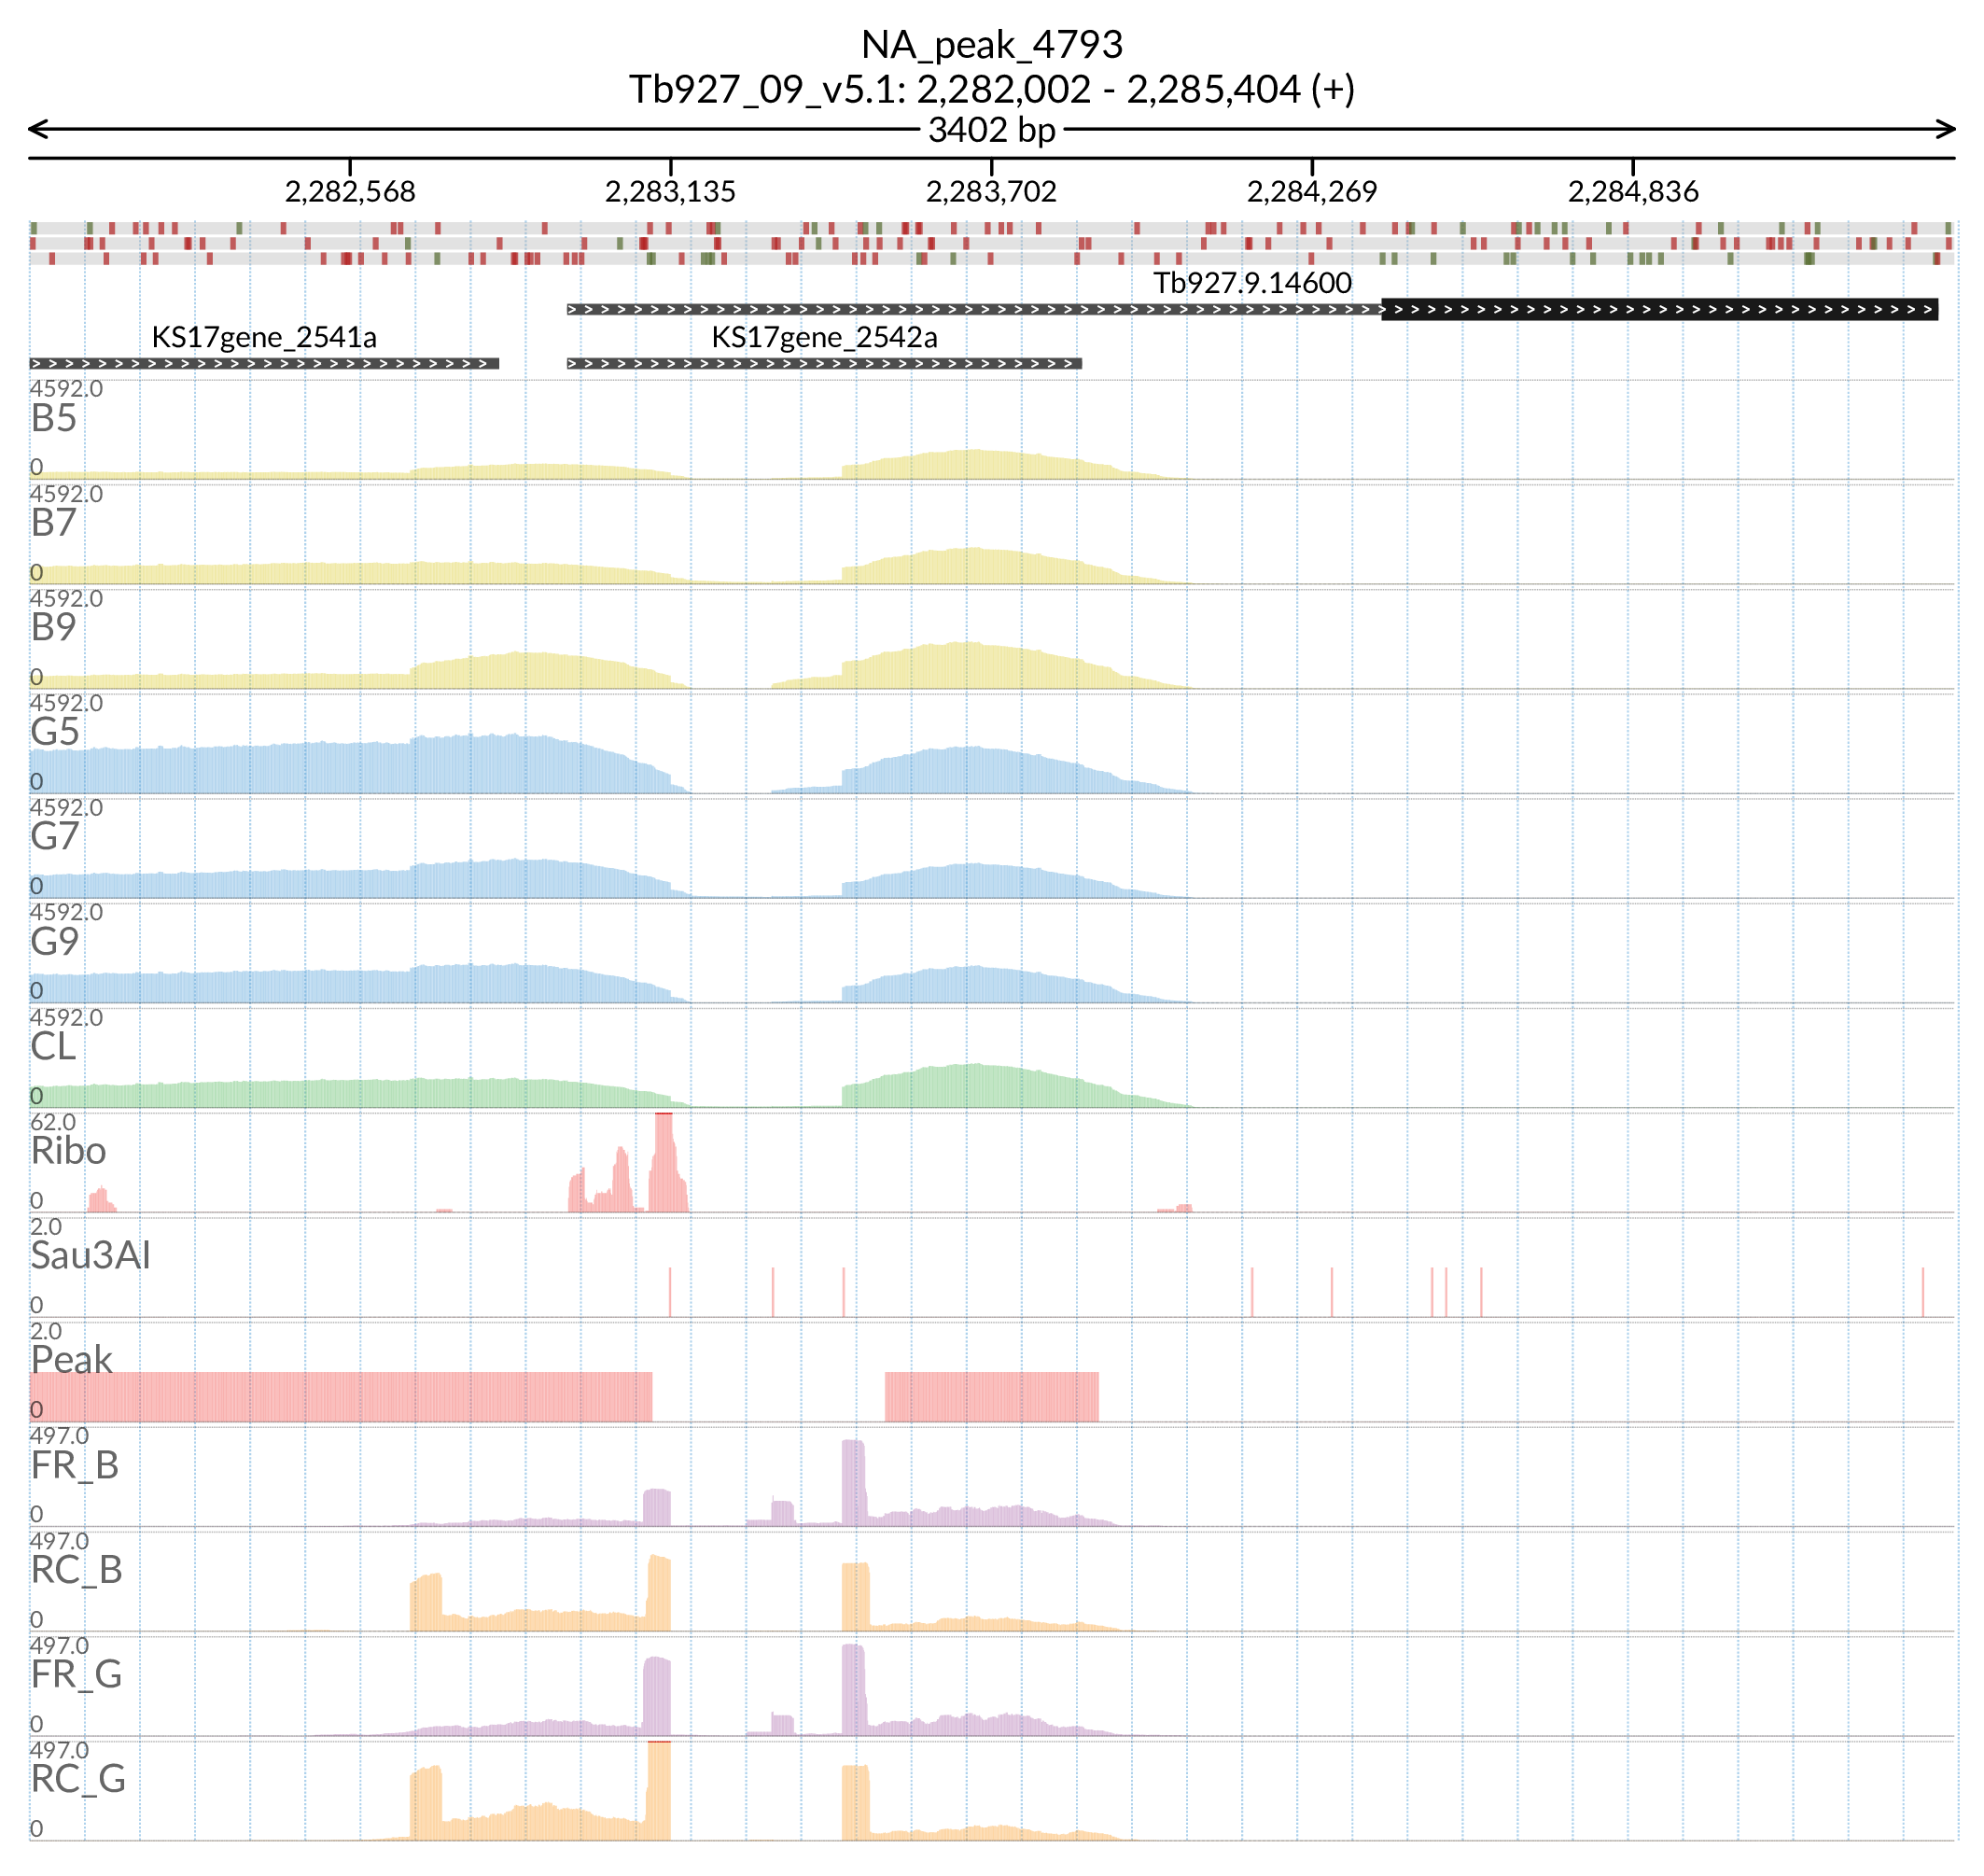 NA_peak_4793
Tb927_09_v5.1: 2,282,002 - 2,285,404 (+)
3402 bp
2,282,568 2,283,135 2,283,702 2,284,269 2,284,836
Tb927.9.14600
KS17gene_2541a KS17gene_2542a
4592.0
B5
0
4592.0
B7
0
4592.0
B9
0
4592.0
G5
0
4592.0
G7
0
4592.0
G9
0
4592.0
CL
0
62.0
Ribo
0
2.0
Sau3AI
0
2.0
Peak
0
497.0
FR_B
0
497.0
RC_B
0
497.0
FR_G
0
497.0
RC_G
0